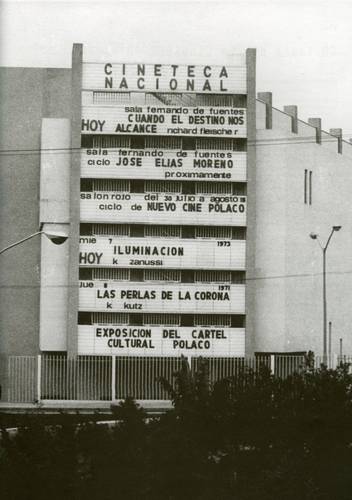 CINETECA
NACIONAL
sala fernando de fuentes
CUANDO EL DESTINO NOS
HOY ALCANCE richard fleischer
sala fernando de fuentes
ciclo JOSE ELIAS MORENO
proximamente
salon rojo del 30 julio a agosto
ciclo de NUEVO CINE POLACO
mie 7 1973
ILUMINACION
HOY k zanussi
jue 8 1971
LAS PERLAS DE LA CORONA
k kutz
EXPOSICION DEL CARTEL
CULTURAL POLACO